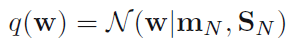 q(𝐰) = 𝒩(𝐰|𝐦_N, 𝐒_N)